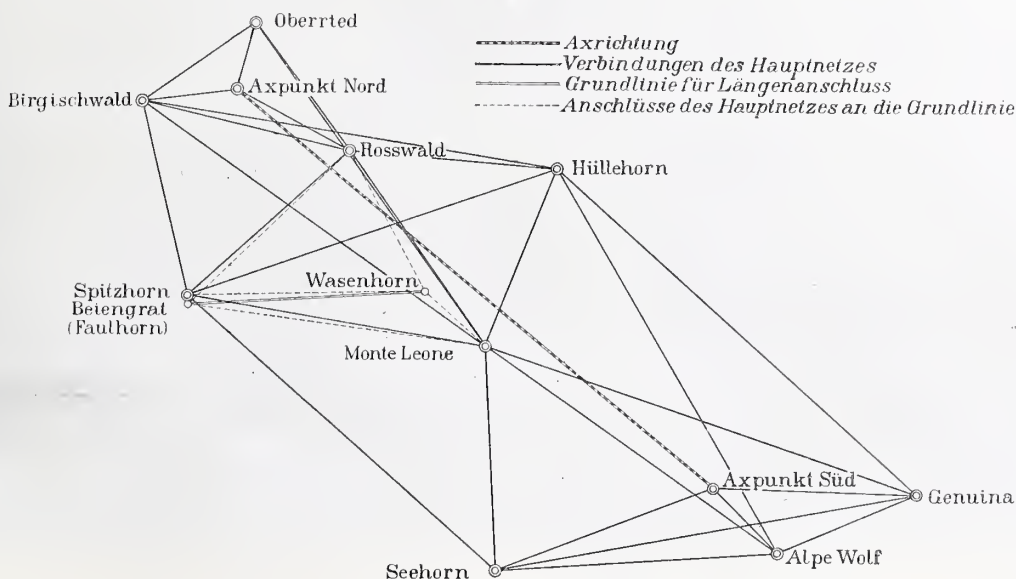 Oberrted
Axrichtung
Verbindungen des Hauptnetzes
Grundlinie für Längenanschluss
Anschlüsse des Hauptnetzes an die Grundlinie
Axpunkt Nord
Birgischwald
Rosswald
Hüllehorn
Wasenhorn
Spitzhorn
Beiengrat
(Faulhorn)
Monte Leone
Axpunkt Süd
Genuina
Alpe Wolf
Seehorn